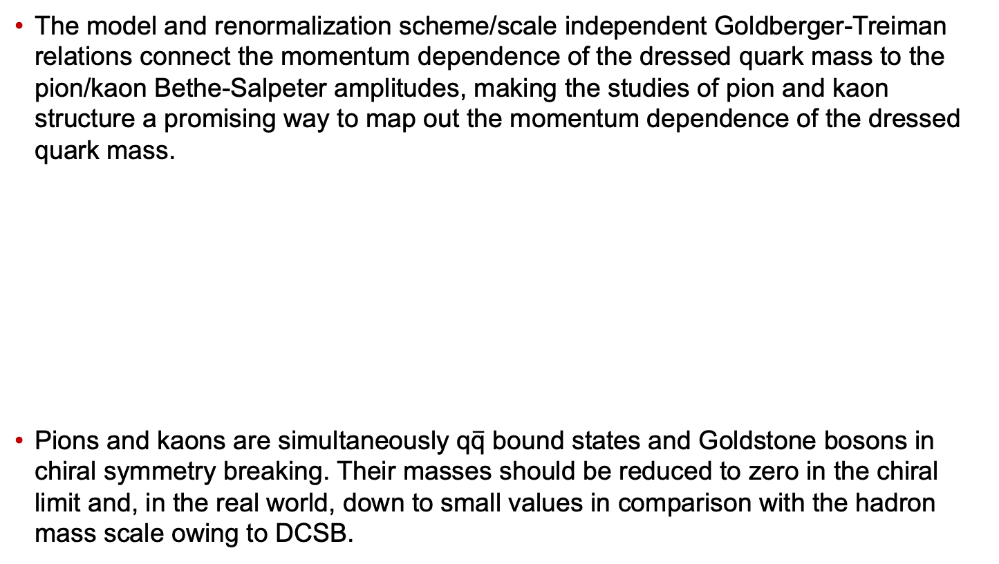 • The model and renormalization scheme/scale independent Goldberger-Treiman
relations connect the momentum dependence of the dressed quark mass to the
pion/kaon Bethe-Salpeter amplitudes, making the studies of pion and kaon
structure a promising way to map out the momentum dependence of the dressed
quark mass.
• Pions and kaons are simultaneously qq̅ bound states and Goldstone bosons in
chiral symmetry breaking. Their masses should be reduced to zero in the chiral
limit and, in the real world, down to small values in comparison with the hadron
mass scale owing to DCSB.